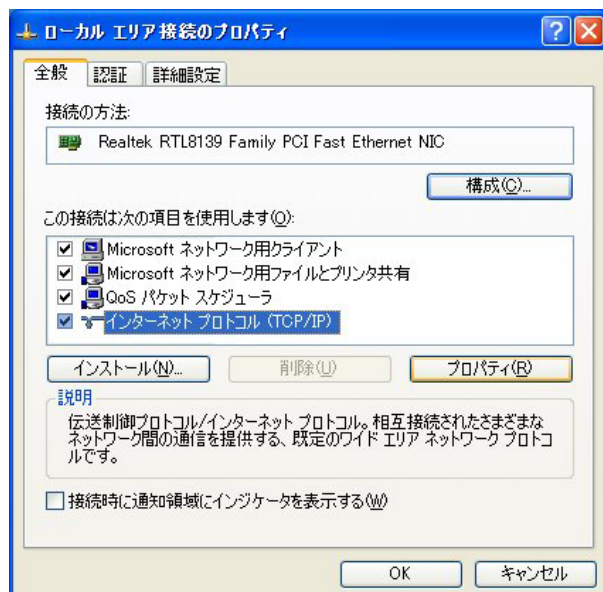 ローカル エリア接続のプロパティ
全般 認証 詳細設定
接続の方法:
Realtek RTL8139 Family PCI Fast Ethernet NIC
構成(C)...
この接続は次の項目を使用します(O):
Microsoft ネットワーク用クライアント
Microsoft ネットワーク用ファイルとプリンタ共有
QoS パケット スケジューラ
インターネット プロトコル (TCP/IP)
インストール(N)... 削除(U) プロパティ(R)
説明
伝送制御プロトコル/インターネット プロトコル。相互接続されたさまざまな
ネットワーク間の通信を提供する、既定のワイド エリア ネットワーク プロトコ
ルです。
接続時に通知領域にインジケータを表示する(W)
OK キャンセル